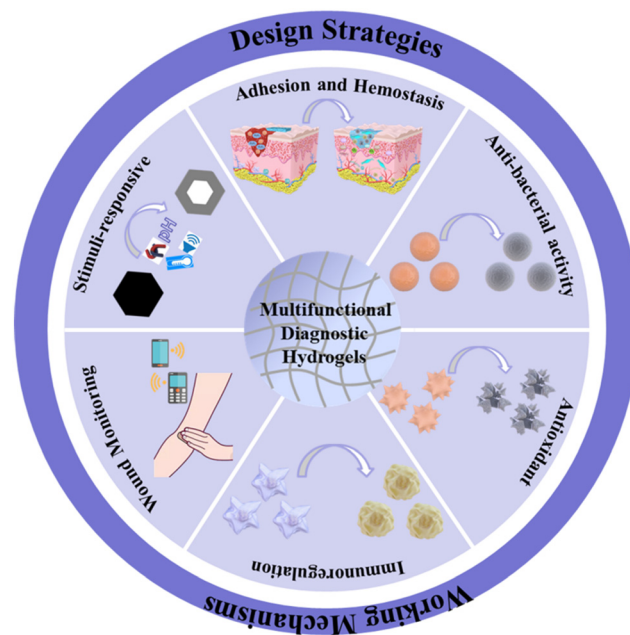 Design Strategies
Adhesion and Hemostasis
Anti-bacterial activity
Antioxidant
Immunoregulation
Wound Monitoring
Stimuli-responsive
pH
Multifunctional
Diagnostic
Hydrogels
Working Mechanisms